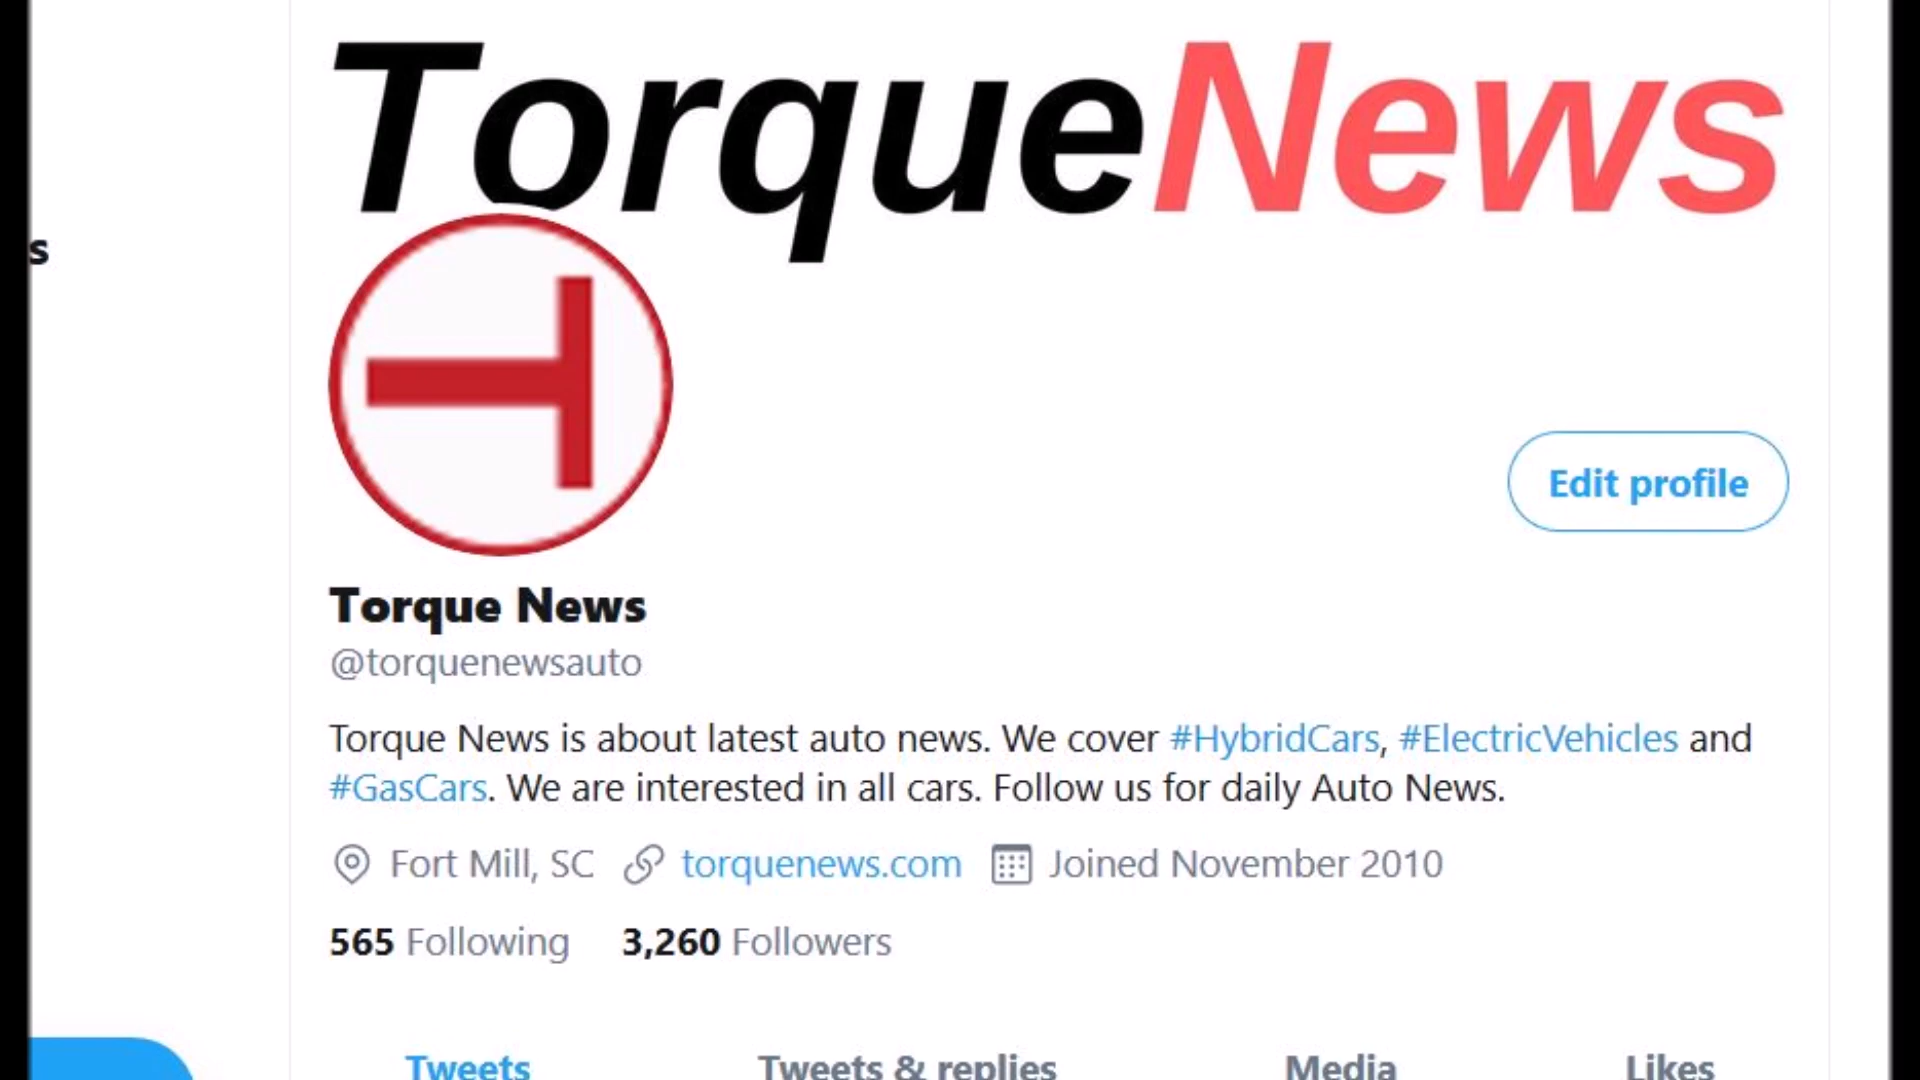 TorqueNews
s
T
Edit profile
Torque News
@torquenewsauto
Torque News is about latest auto news. We cover #HybridCars, #ElectricVehicles and
#GasCars. We are interested in all cars. Follow us for daily Auto News.
Fort Mill, SC torquenews.com Joined November 2010
565 Following 3,260 Followers
Tweets Tweets & replies Media Likes